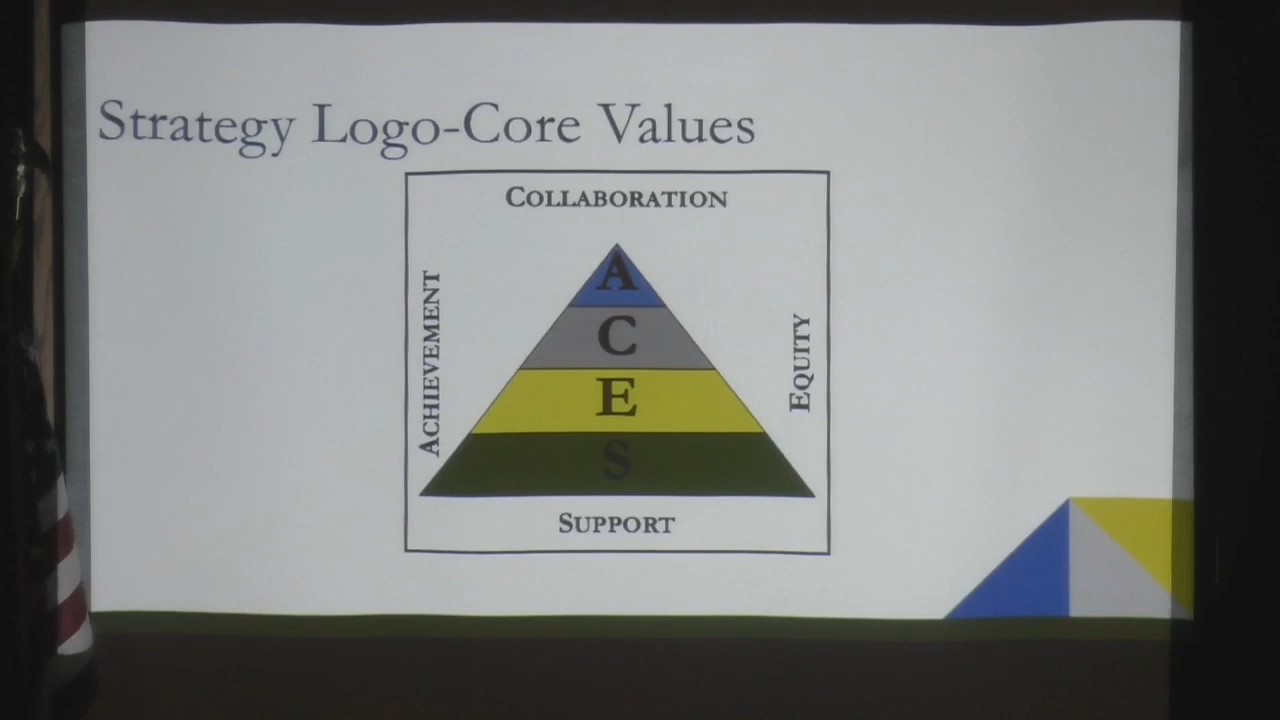 Strategy Logo-Core Values
COLLABORATION
ACHIEVEMENT
A
C
E
S
EQUITY
SUPPORT